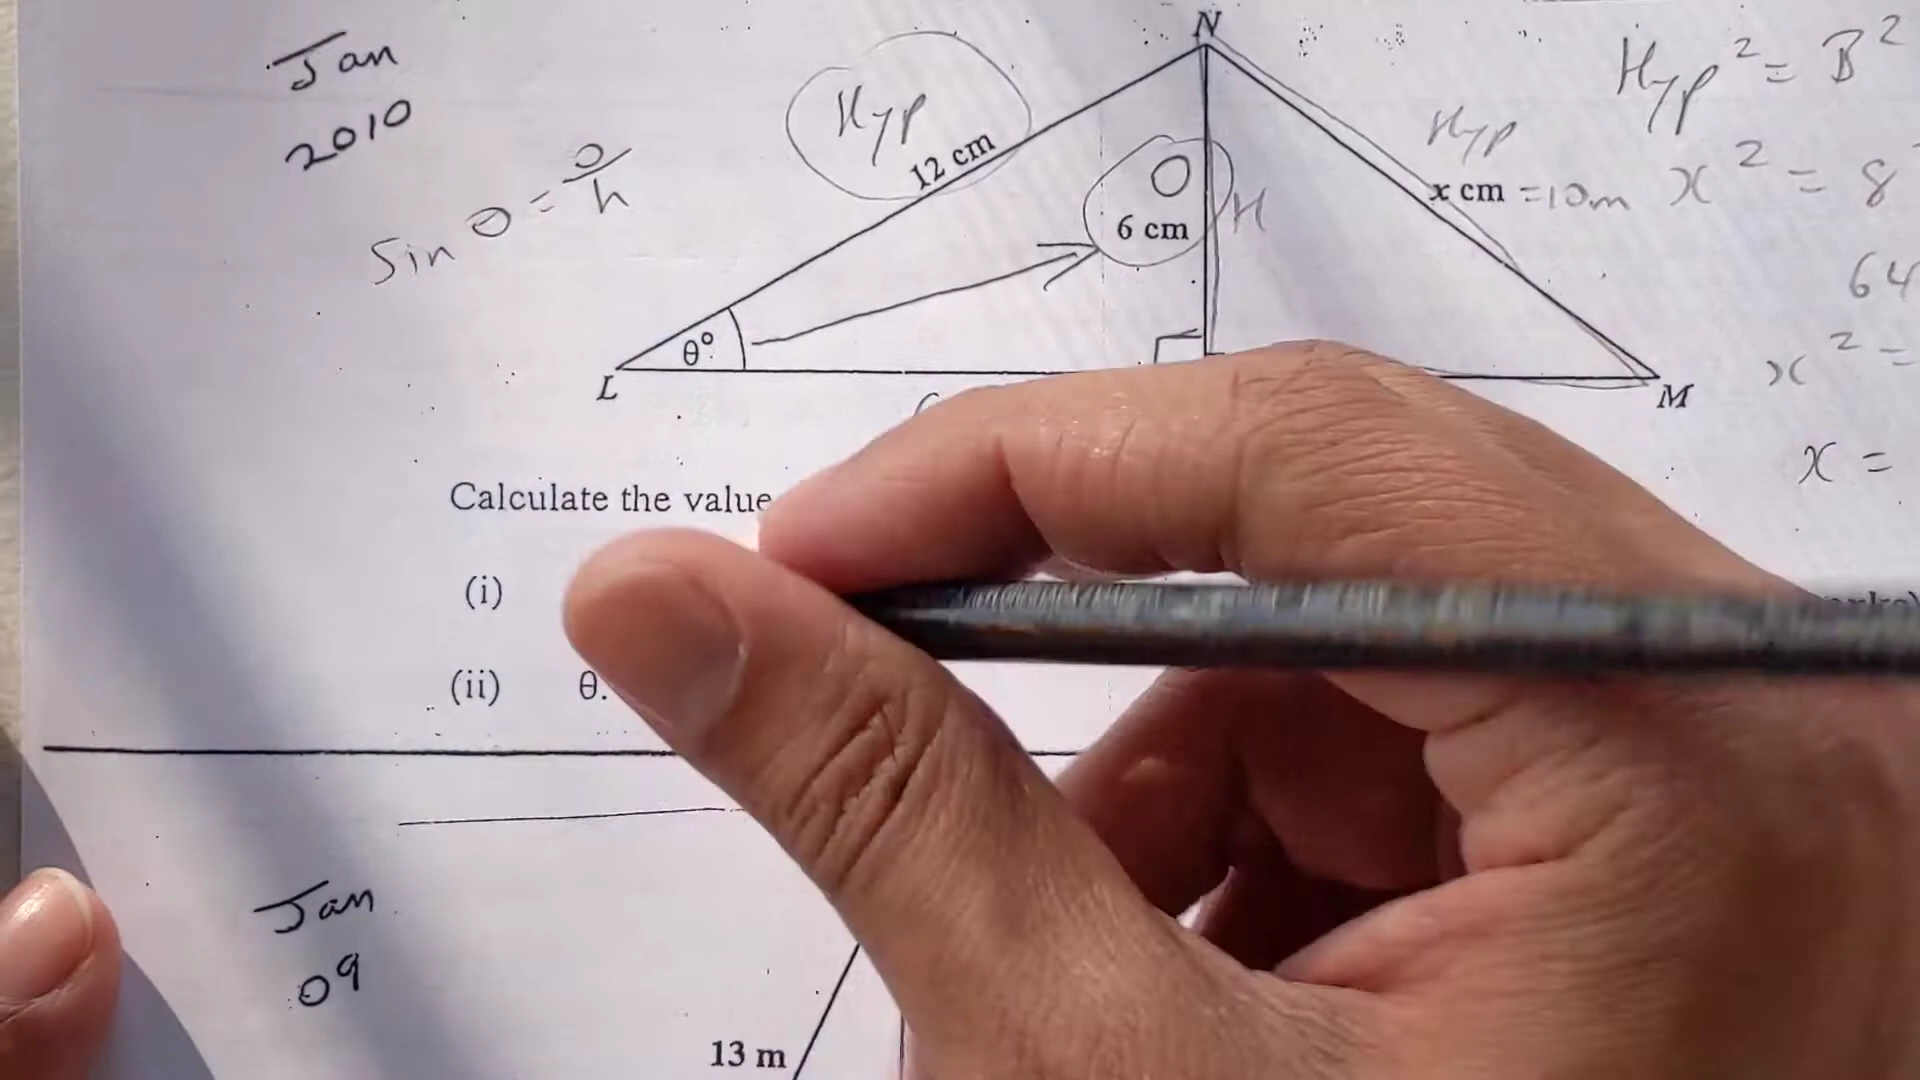 Jan
2010
Sin θ = o/h
N
Hyp
12 cm
O
6 cm
H
Hyp
x cm = 10m
Hyp² = B²
x² = 8
64
x² =
x =
θ°
L
M
Calculate the value
(i)
(ii) θ.
Jan
09
13 m